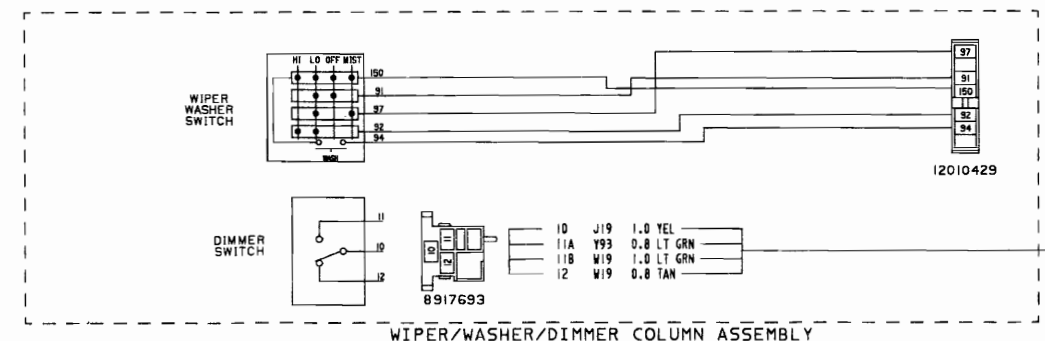 HI LO OFF MIST
WIPER
WASHER
SWITCH
150
91
97
92
94
WASH
97
91
150
92
94
12010429
DIMMER
SWITCH
11
10
12
10
11
12
8917693
10 J19 1.0 YEL
11A Y93 0.8 LT GRN
11B W19 1.0 LT GRN
12 W19 0.8 TAN
WIPER/WASHER/DIMMER COLUMN ASSEMBLY